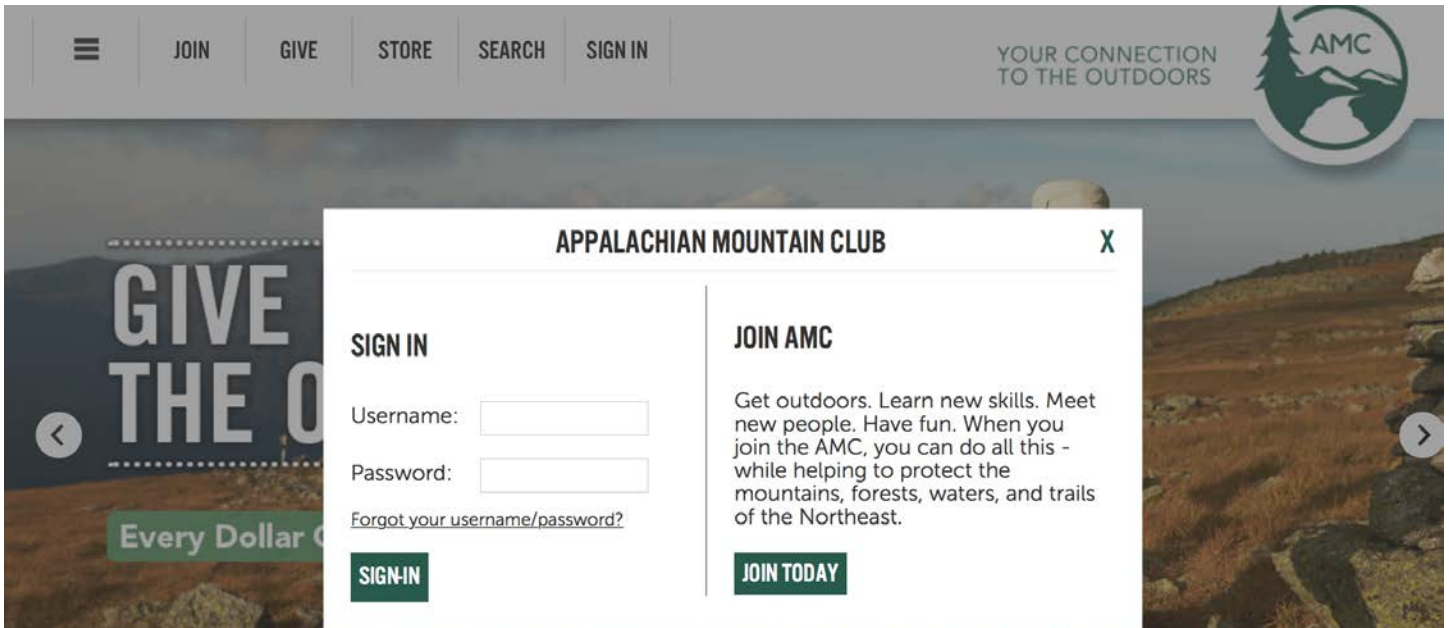 JOIN
GIVE
STORE
SEARCH
SIGN IN
YOUR CONNECTION
TO THE OUTDOORS
AMC
GIVE
THE
Every Dollar
APPALACHIAN MOUNTAIN CLUB
X
SIGN IN
Username:
Password:
Forgot your username/password?
SIGN-IN
JOIN AMC
Get outdoors. Learn new skills. Meet
new people. Have fun. When you
join the AMC, you can do all this -
while helping to protect the
mountains, forests, waters, and trails
of the Northeast.
JOIN TODAY